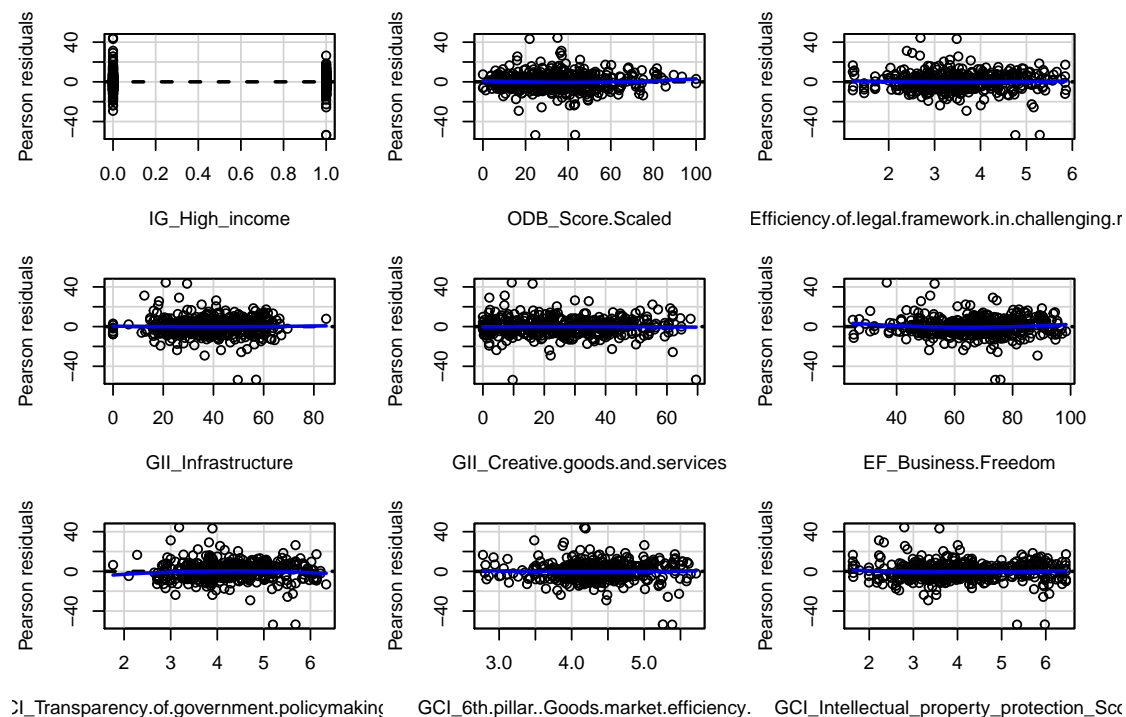 Pearson residuals
40
0
−40
0.0 0.2 0.4 0.6 0.8 1.0
IG_High_income
Pearson residuals
40
0
−40
0 20 40 60 80 100
ODB_Score.Scaled
Pearson residuals
40
0
−40
2 3 4 5 6
Efficiency.of.legal.framework.in.challenging.r
Pearson residuals
40
0
−40
0 20 40 60 80
GII_Infrastructure
Pearson residuals
40
0
−40
0 20 40 60
GII_Creative.goods.and.services
Pearson residuals
40
0
−40
40 60 80 100
EF_Business.Freedom
Pearson residuals
40
0
−40
2 3 4 5 6
CI_Transparency.of.government.policymaking
Pearson residuals
40
0
−40
3.0 4.0 5.0
GCI_6th.pillar..Goods.market.efficiency.
Pearson residuals
40
0
−40
2 3 4 5 6
GCI_Intellectual_property_protection_Sco